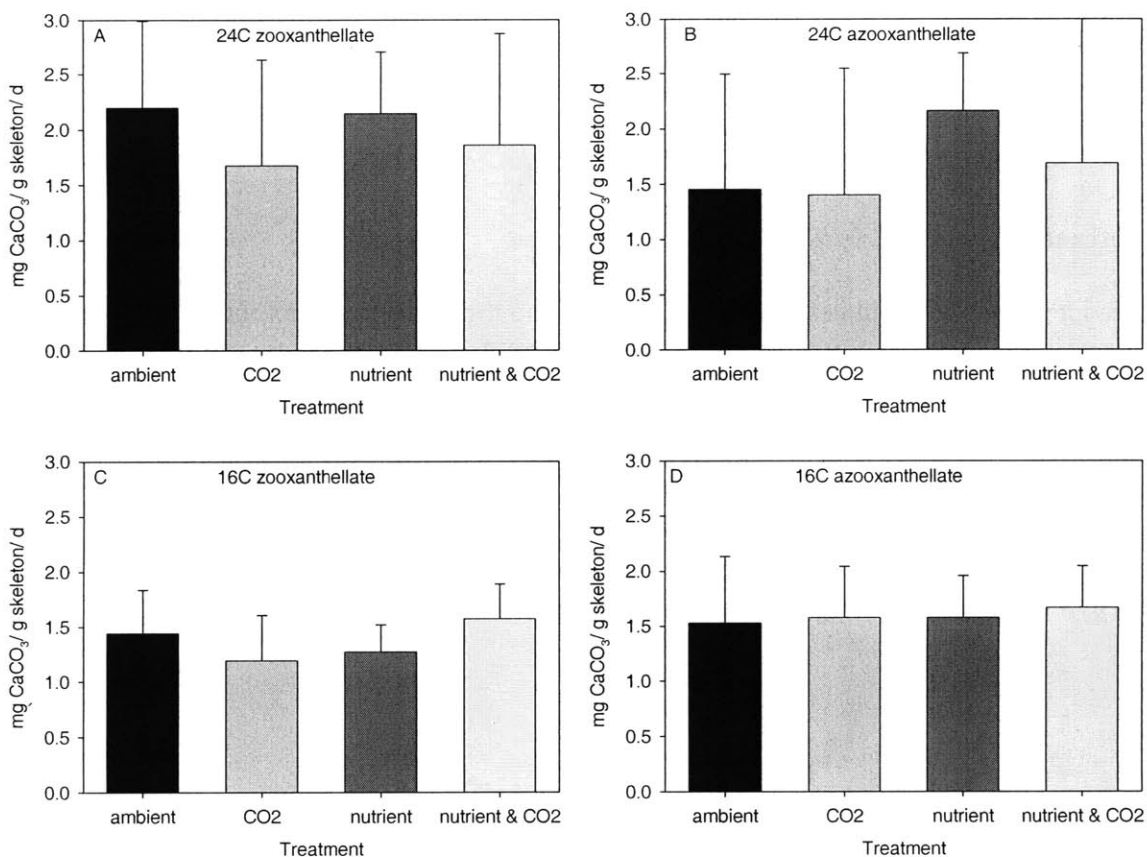 A
24C zooxanthellate
mg CaCO3/ g skeleton/ d
3.0
2.5
2.0
1.5
1.0
0.5
0.0
ambient
CO2
nutrient
nutrient & CO2
Treatment
B
24C azooxanthellate
mg CaCO3/ g skeleton/ d
3.0
2.5
2.0
1.5
1.0
0.5
0.0
ambient
CO2
nutrient
nutrient & CO2
Treatment
C
16C zooxanthellate
mg CaCO3/ g skeleton/ d
3.0
2.5
2.0
1.5
1.0
0.5
0.0
ambient
CO2
nutrient
nutrient & CO2
Treatment
D
16C azooxanthellate
mg CaCO3/ g skeleton/ d
3.0
2.5
2.0
1.5
1.0
0.5
0.0
ambient
CO2
nutrient
nutrient & CO2
Treatment